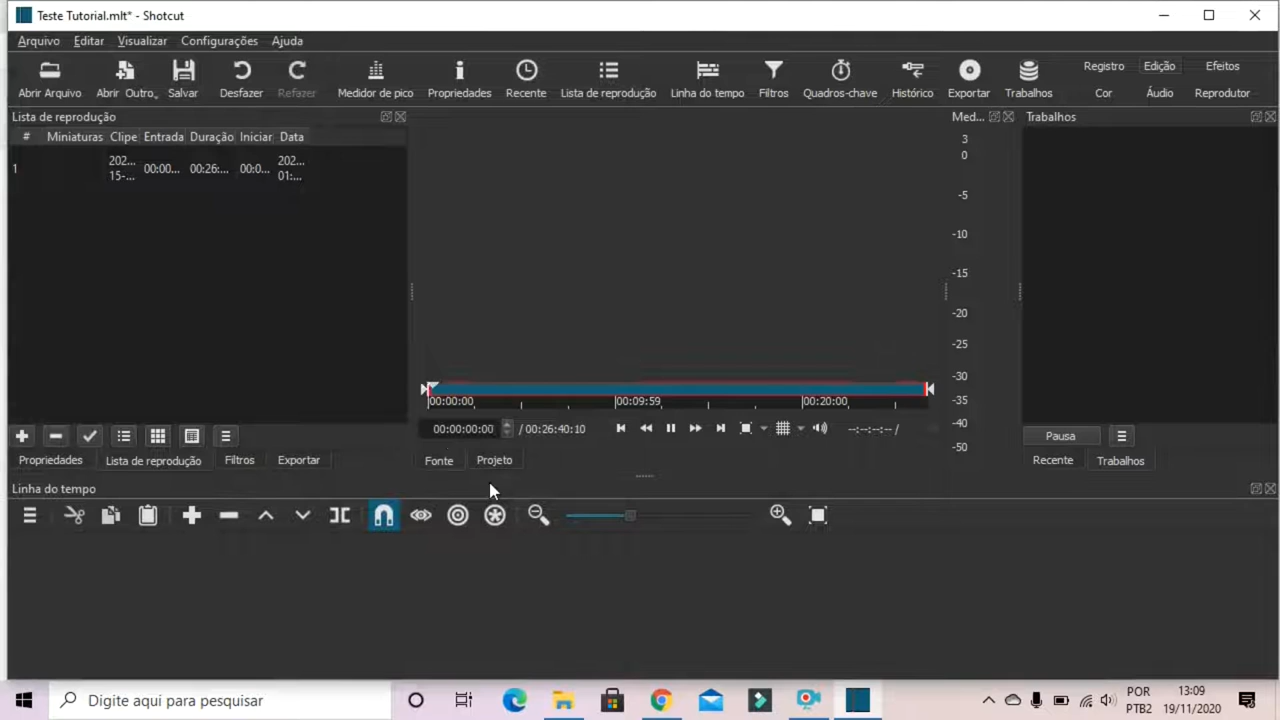 Teste Tutorial.mlt* - Shotcut
Arquivo Editar Visualizar Configurações Ajuda
Abrir Arquivo Abrir Outro Salvar Desfazer Refazer Medidor de pico Propriedades Recente Lista de reprodução Linha do tempo Filtros Quadros-chave Histórico Exportar Trabalhos
Registro Edição Efeitos
Cor Áudio Reprodutor
Lista de reprodução
Med...
Trabalhos
# Miniaturas Clipe Entrada Duração Iniciar Data
1 202... 15-... 00:00... 00:26:... 00:0... 202... 01:...
3
0
-5
-10
-15
-20
-25
-30
-35
-40
-50
00:00:00 00:09:59 00:20:00
00:00:00:00 / 00:26:40:10 --:--:--:-- /
Pausa
Propriedades Lista de reprodução Filtros Exportar
Fonte Projeto
Recente Trabalhos
Linha do tempo
Digite aqui para pesquisar
POR
PTB2
13:09
19/11/2020